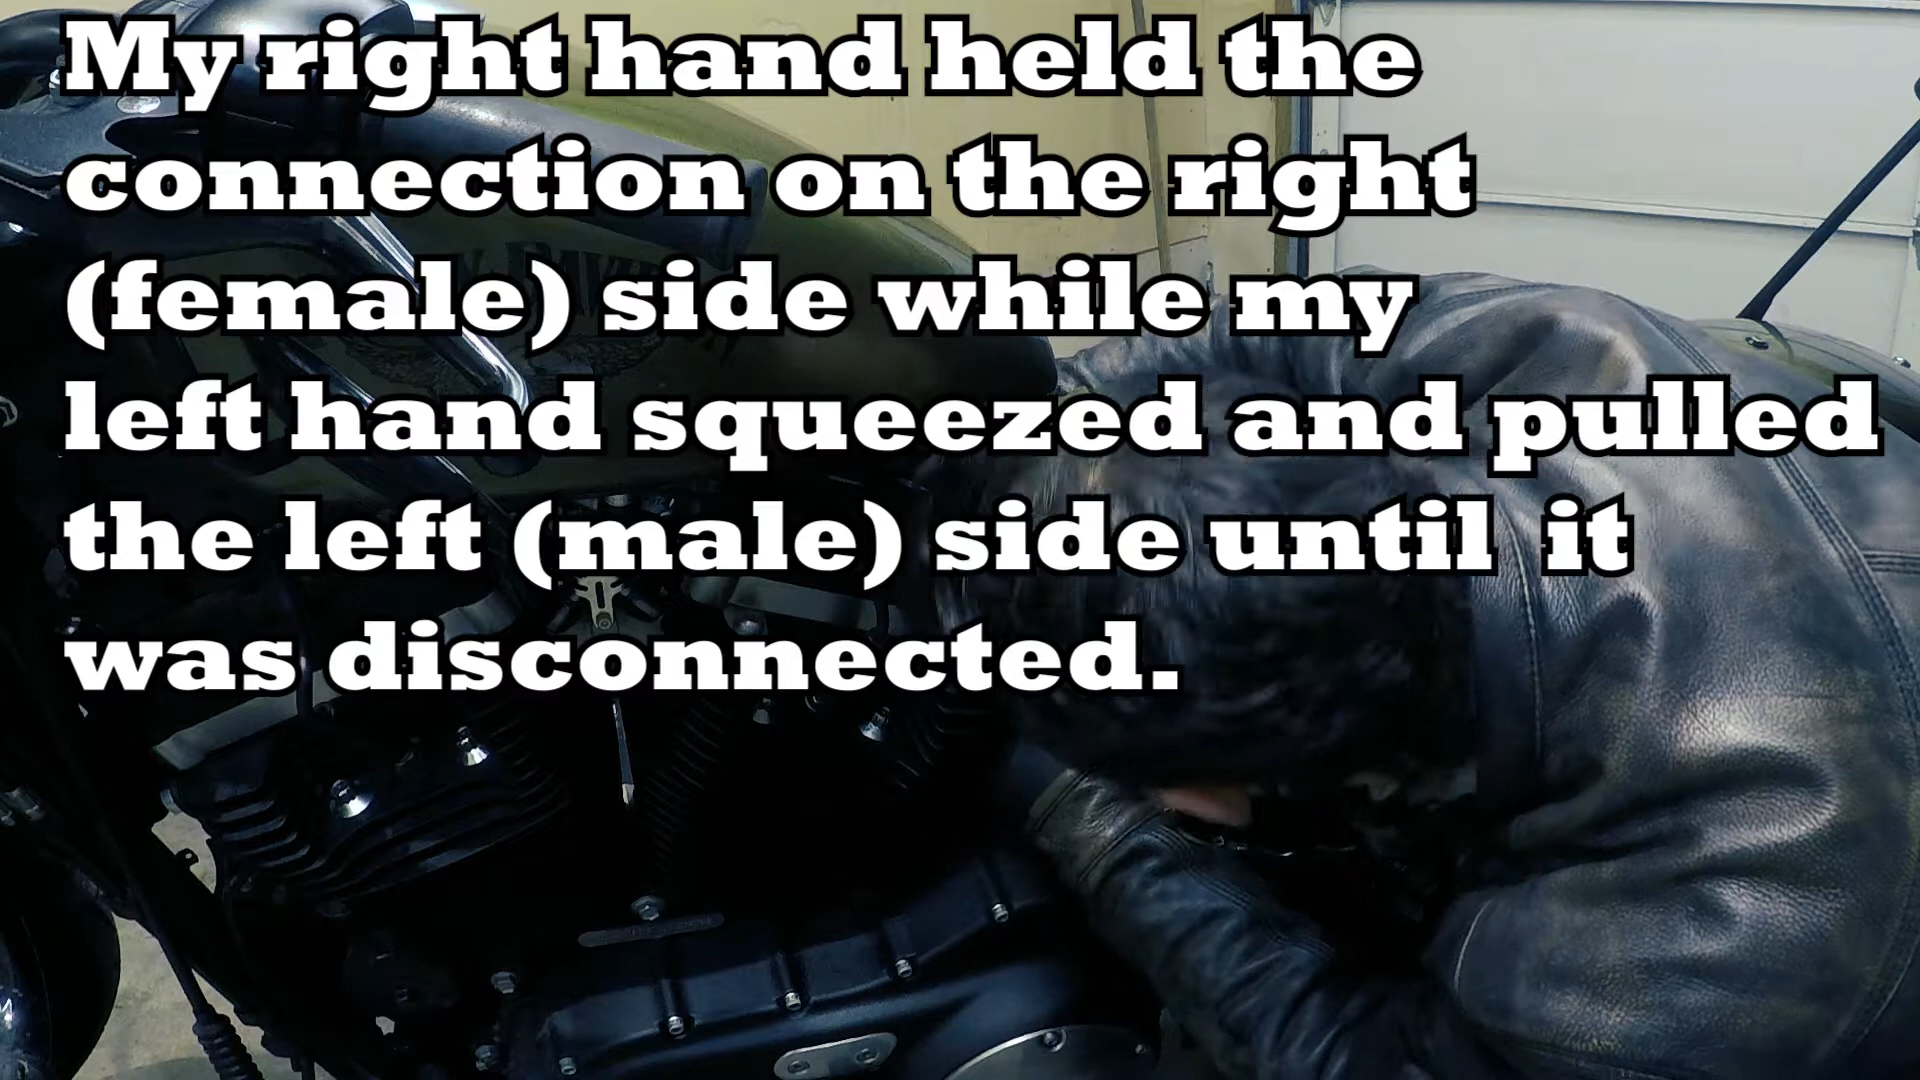 My right hand held the
connection on the right
(female) side while my
left hand squeezed and pulled
the left (male) side until  it
was disconnected.